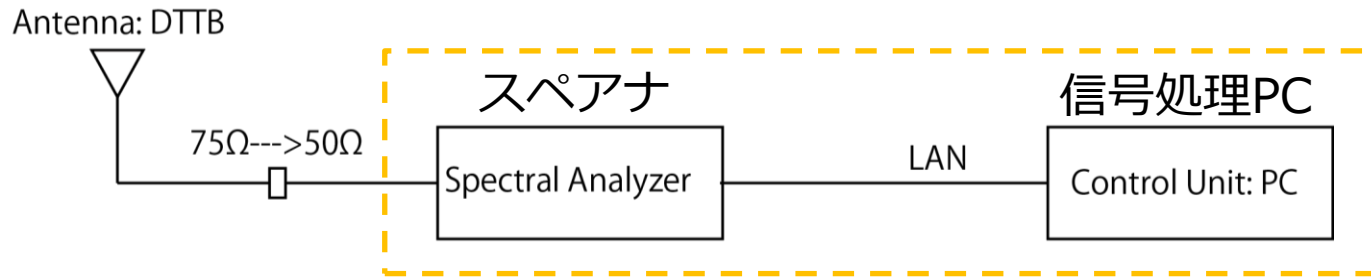 Antenna: DTTB
スペアナ
信号処理PC
75Ω--->50Ω
LAN
Spectral Analyzer
Control Unit: PC